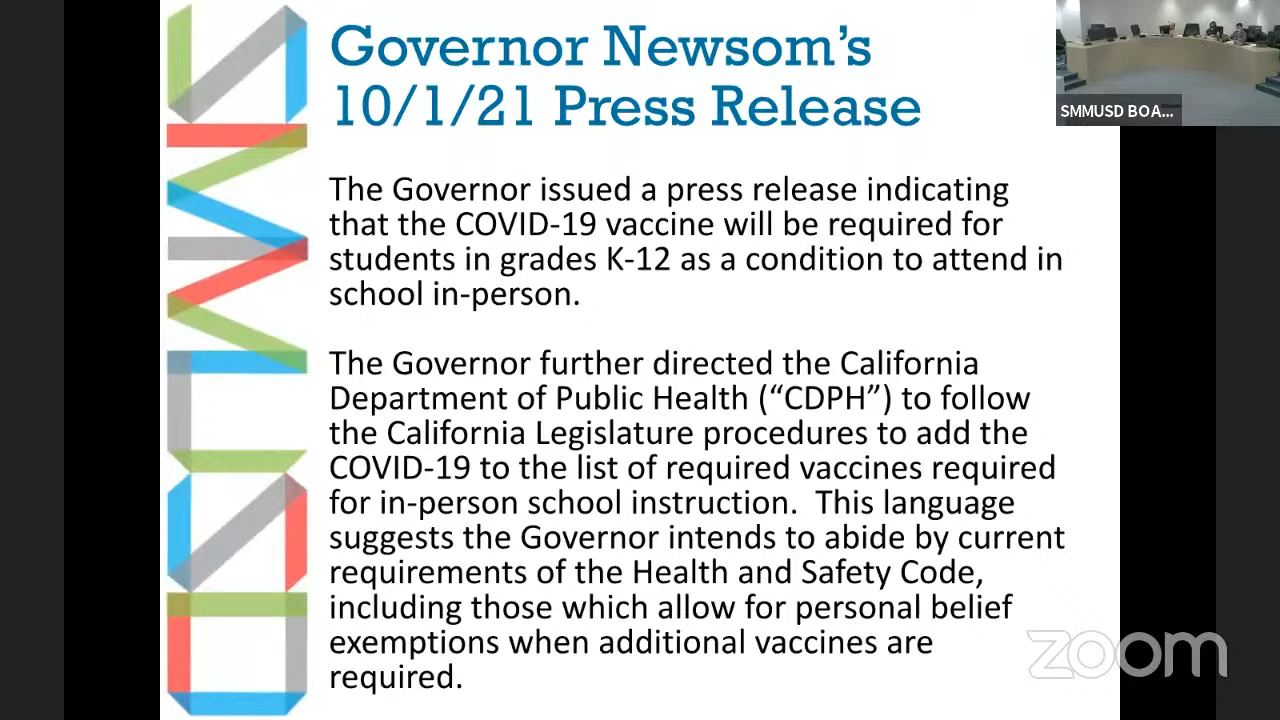 Governor Newsom's
10/1/21 Press Release
SMMUSD BOA...
The Governor issued a press release indicating
that the COVID-19 vaccine will be required for
students in grades K-12 as a condition to attend in
school in-person.
The Governor further directed the California
Department of Public Health (“CDPH”) to follow
the California Legislature procedures to add the
COVID-19 to the list of required vaccines required
for in-person school instruction.  This language
suggests the Governor intends to abide by current
requirements of the Health and Safety Code,
including those which allow for personal belief
exemptions when additional vaccines are
required.
zoom
SMMUSD